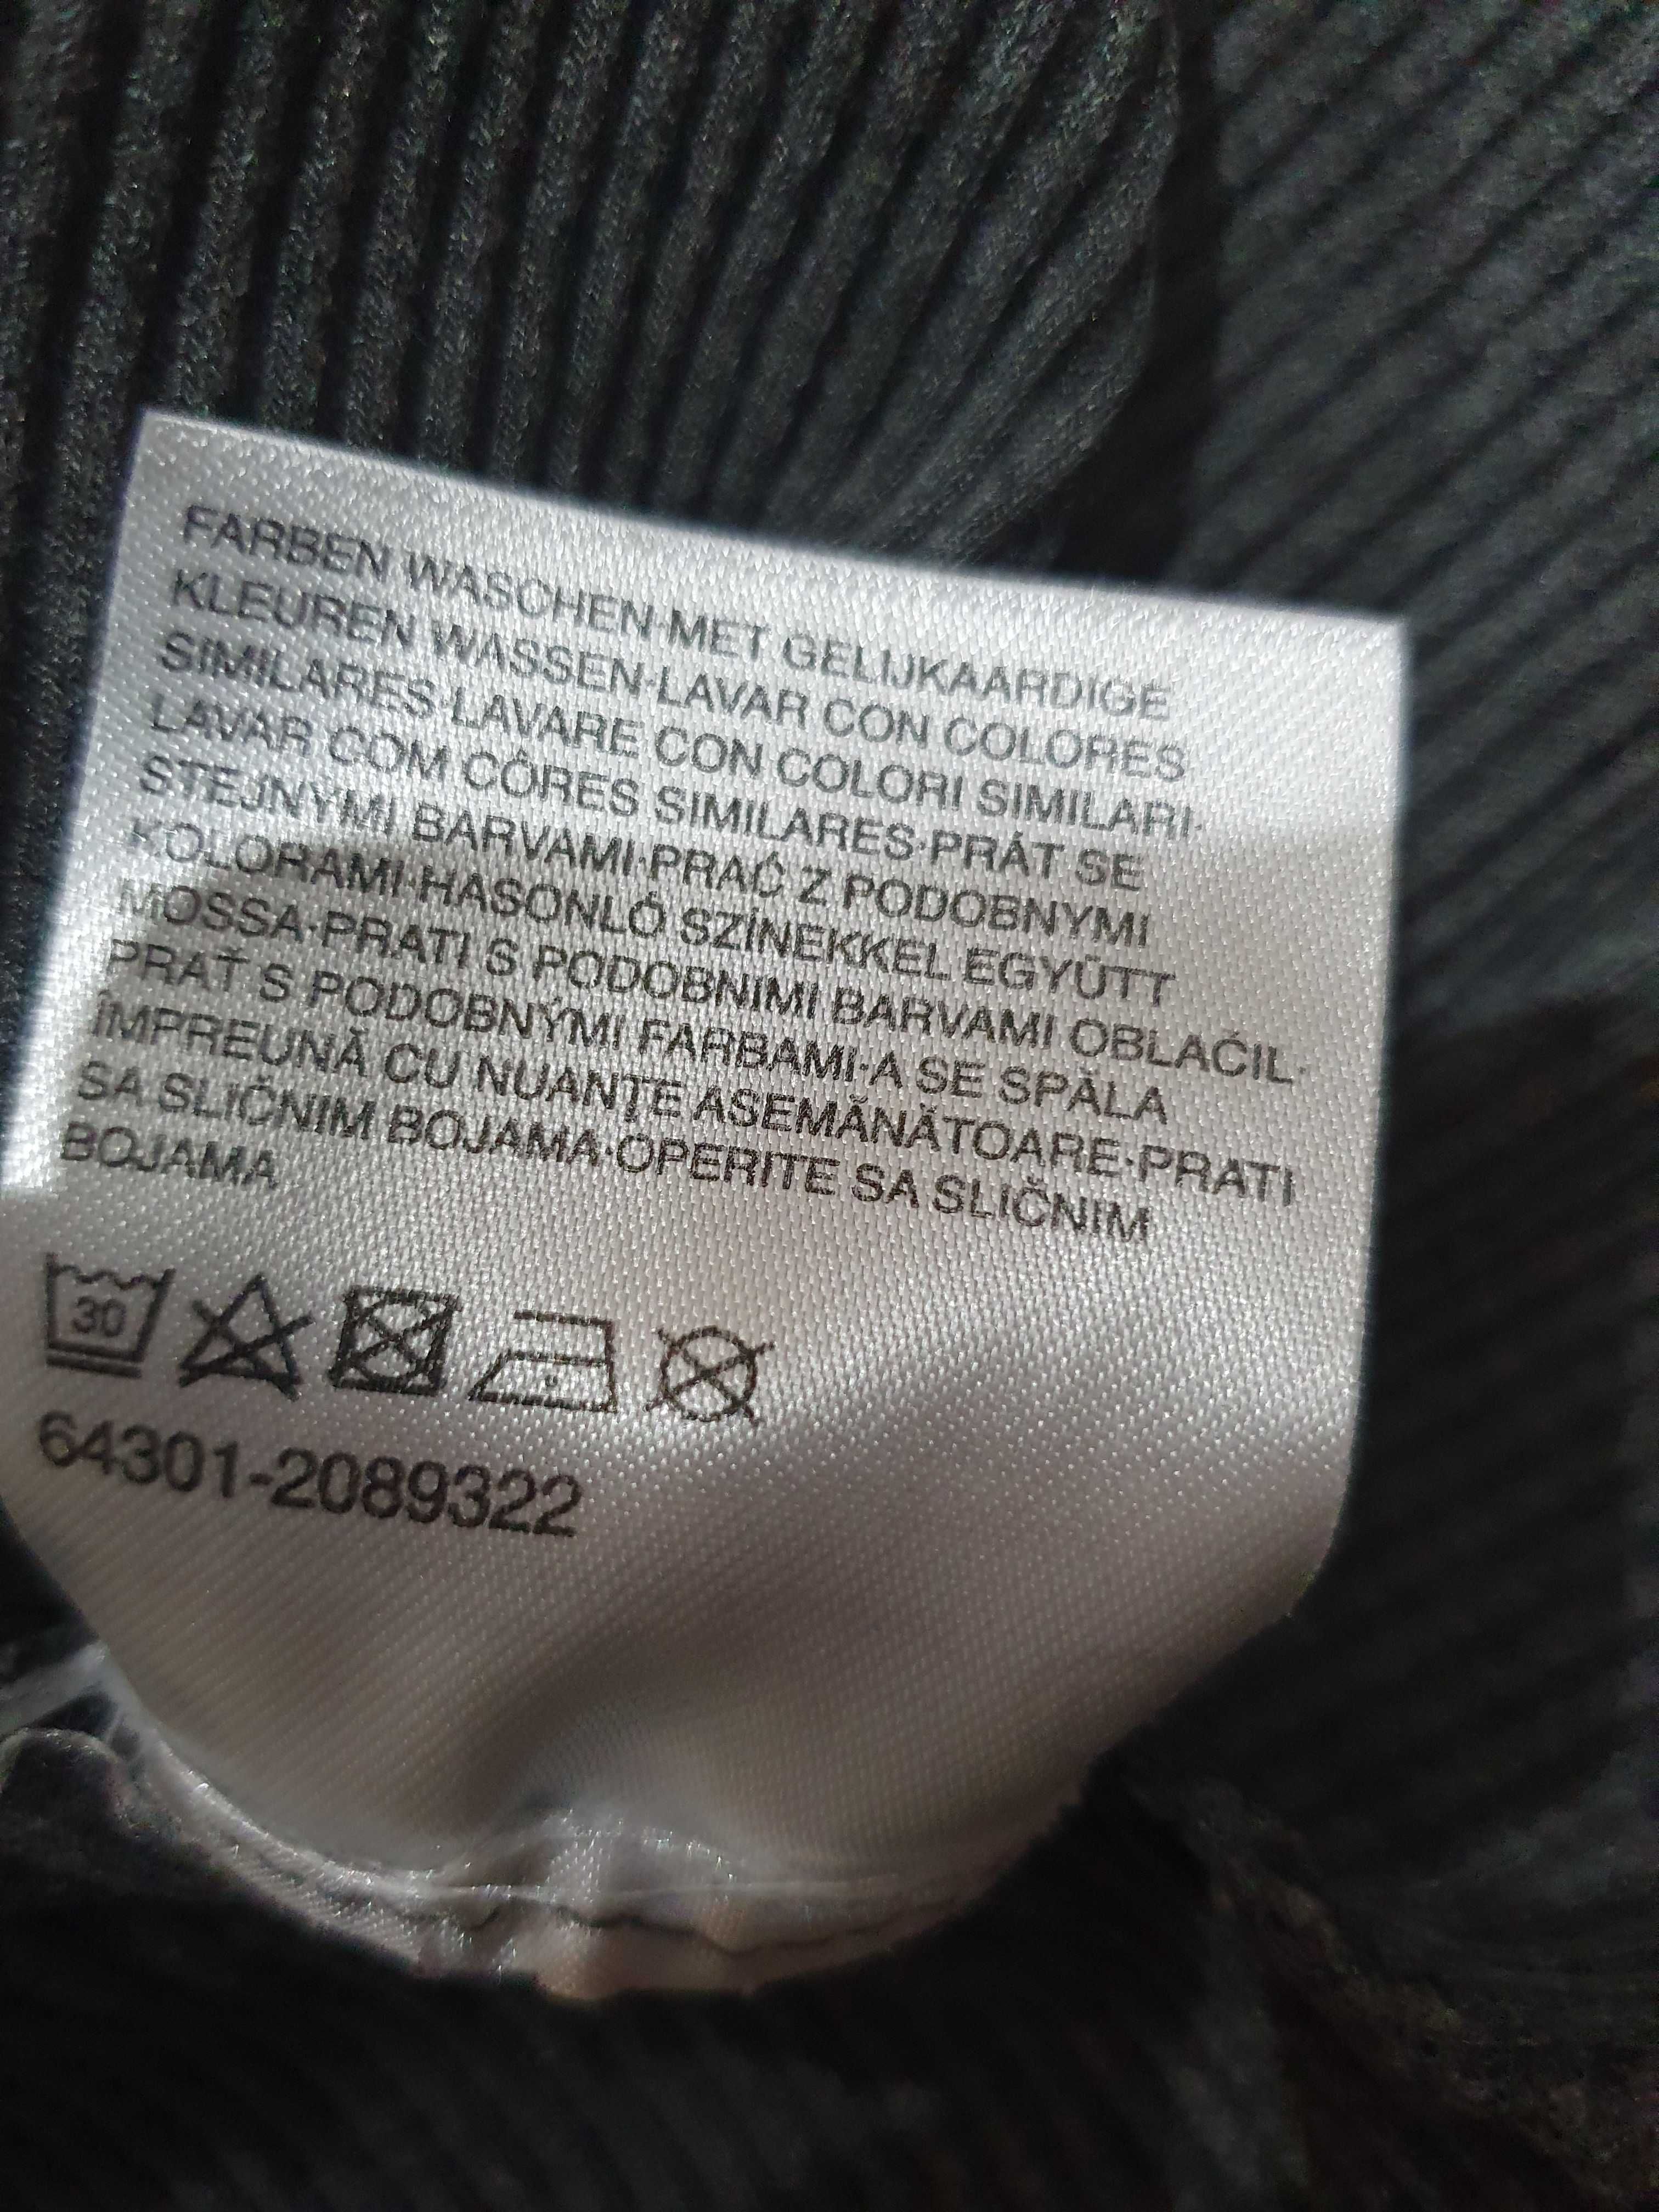 FARBEN WASCHEN·MET GELIJKAARDIGE
KLEUREN WASSEN·LAVAR CON COLORES
SIMILARES·LAVARE CON COLORI SIMILARI·
LAVAR COM CÔRES SIMILARES·PRÁT SE
STEJNÝMI BARVAMI·PRAĆ Z PODOBNYMI
KOLORAMI·HASONLÓ SZÍNEKKEL EGYÜTT
MOSSA·PRATI S PODOBNIMI BARVAMI OBLAČIL·
PRAŤ S PODOBNÝMI FARBAMI·A SE SPĂLA
ÎMPREUNĂ CU NUANȚE ASEMĂNĂTOARE·PRATI
SA SLIČNIM BOJAMA·OPERITE SA SLIČNIM
BOJAMA
30
64301-2089322